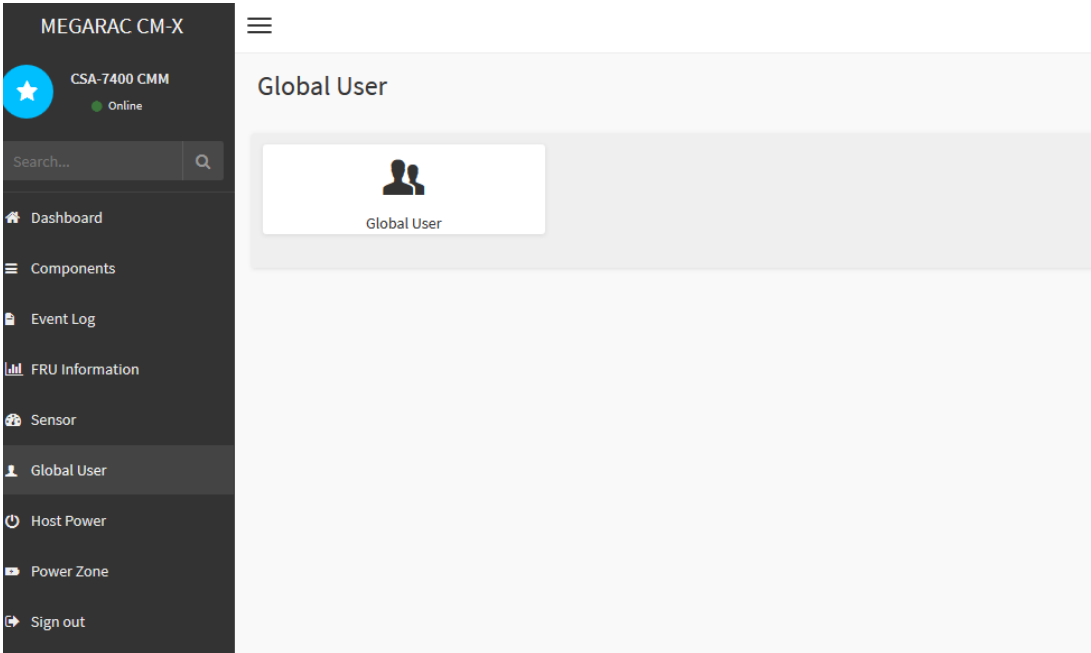 MEGARAC CM-X
CSA-7400 CMM
Online
Search...
Dashboard
Components
Event Log
FRU Information
Sensor
Global User
Host Power
Power Zone
Sign out
Global User
Global User